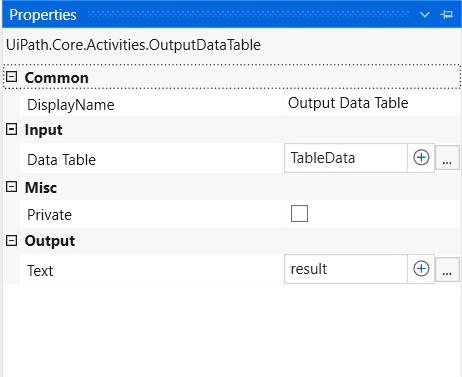 Properties
UiPath.Core.Activities.OutputDataTable
Common
DisplayName Output Data Table
Input
Data Table TableData ...
Misc
Private
Output
Text result ...